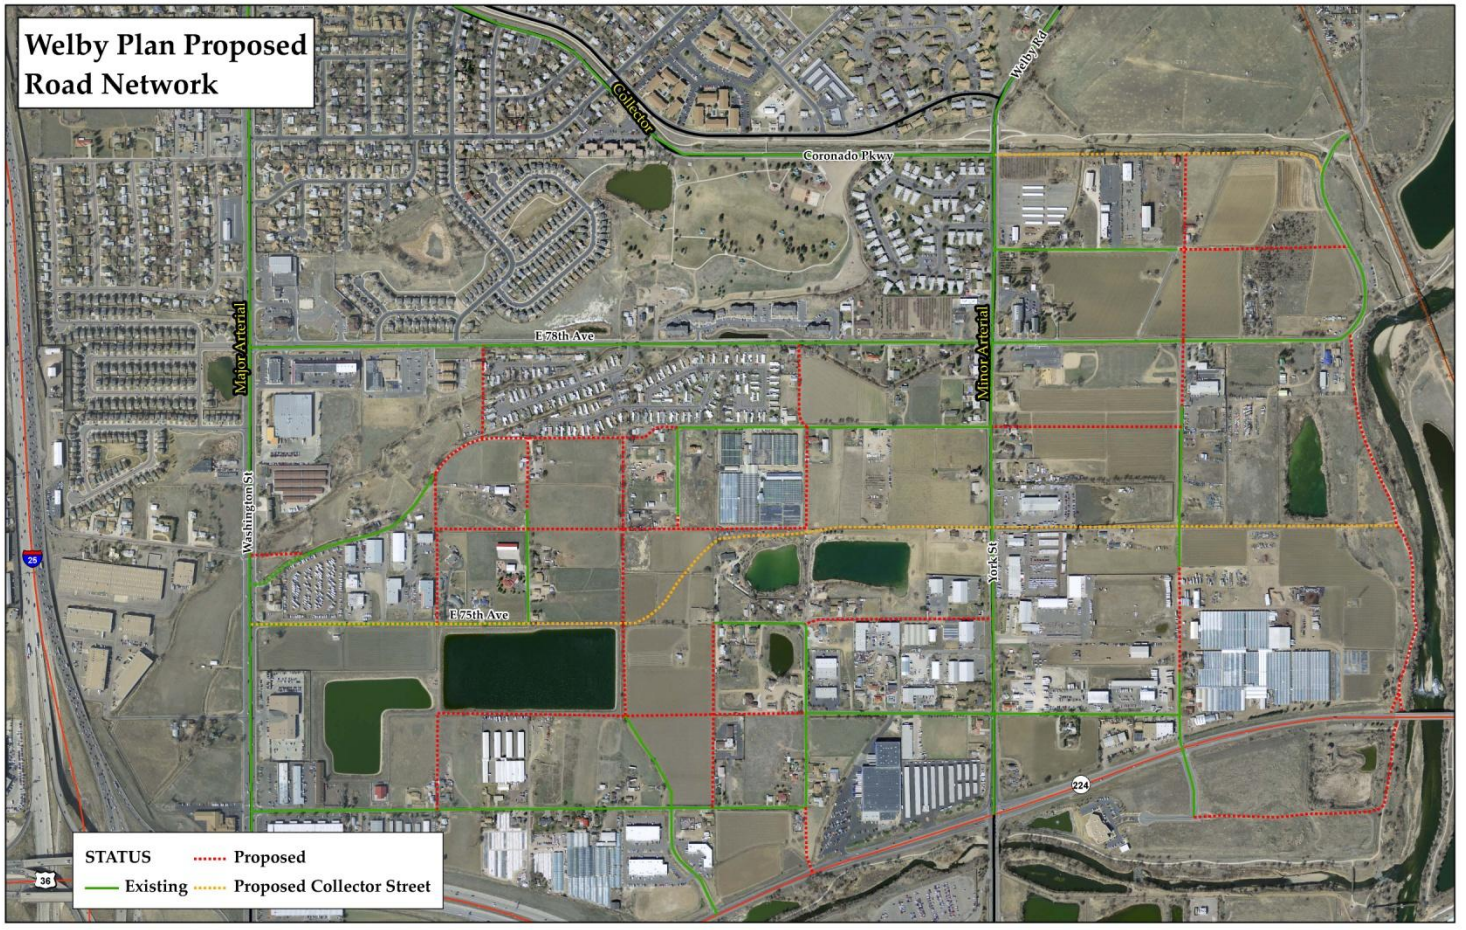 Welby Plan Proposed
Road Network
Welby Rd
Collector
Coronado Pkwy
Major Arterial
E 78th Ave
Minor Arterial
Washington St
25
York St
E 75th Ave
224
STATUS
Proposed
Existing
Proposed Collector Street
36